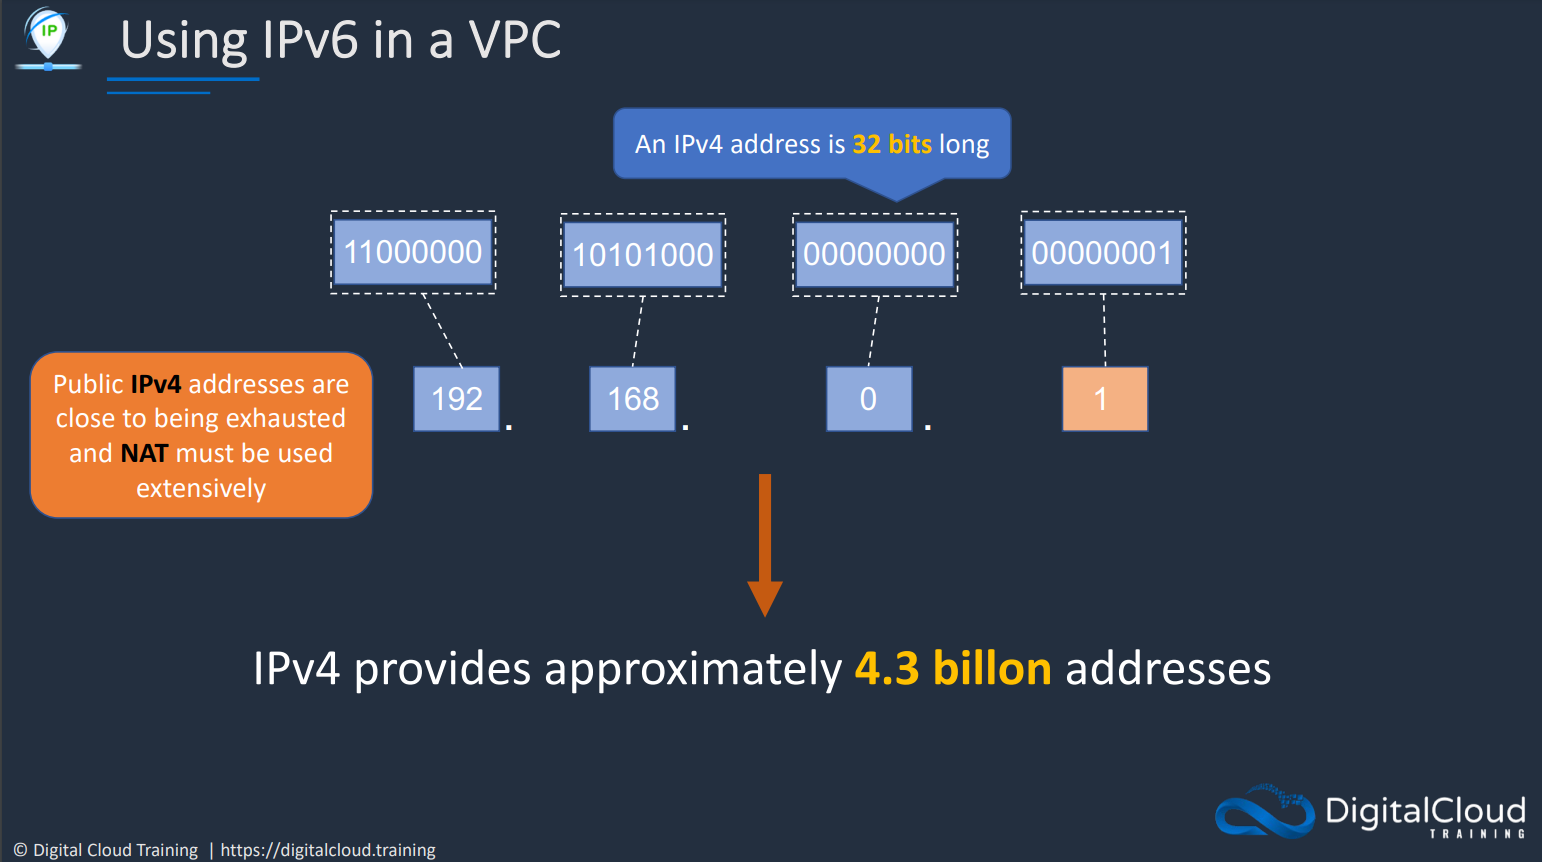 IP
Using IPv6 in a VPC
An IPv4 address is 32 bits long
11000000
10101000
00000000
00000001
Public IPv4 addresses are
close to being exhausted
and NAT must be used
extensively
192
.
168
.
0
.
1
IPv4 provides approximately 4.3 billon addresses
DigitalCloud
TRAINING
© Digital Cloud Training | https://digitalcloud.training